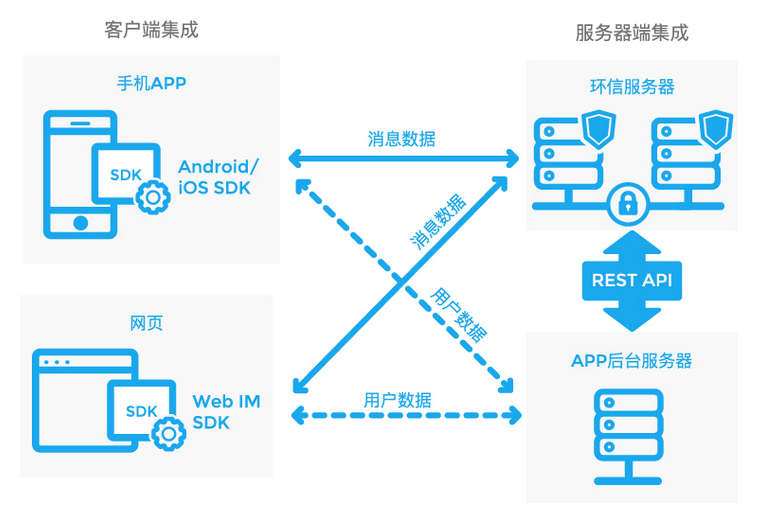 客户端集成
服务器端集成
手机APP
SDK
Android/
iOS SDK
消息数据
环信服务器
消息数据
用户数据
REST API
网页
SDK
Web IM
SDK
用户数据
APP后台服务器